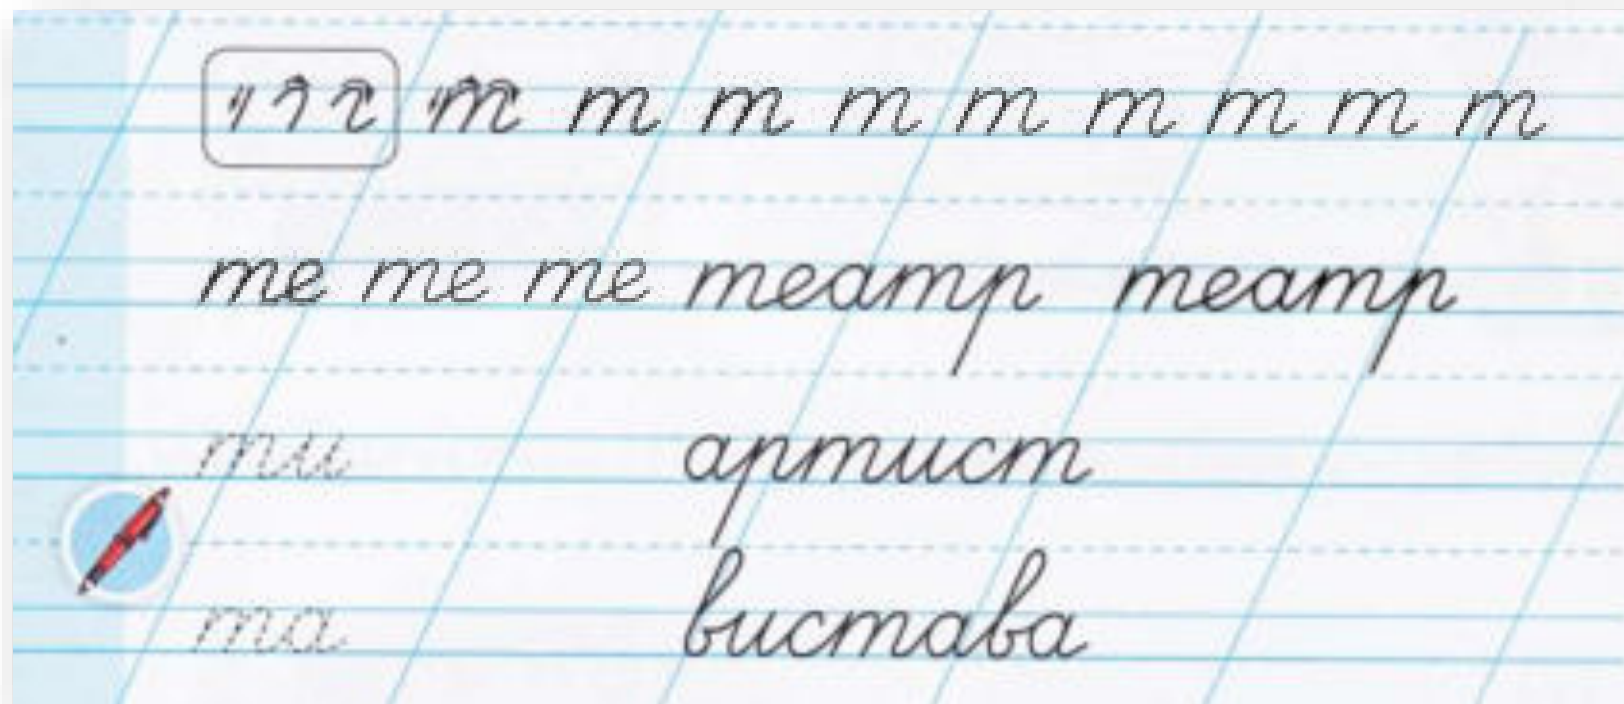 т т т т т т т т т
те те те театр театр
ти артист
та вистава